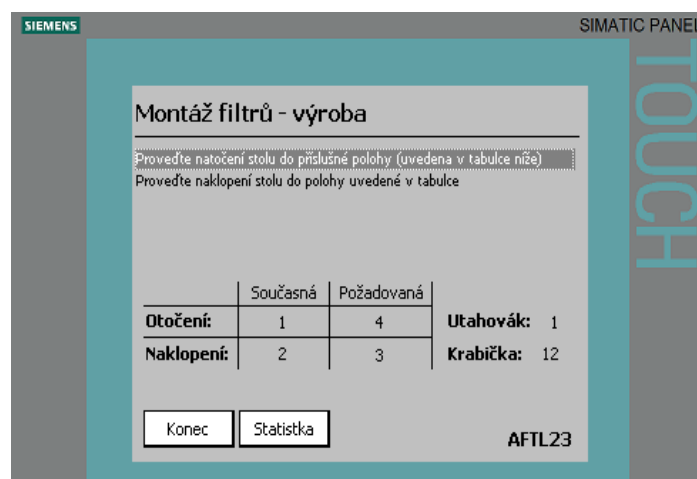 SIEMENS
SIMATIC PANEL
TOUCH
Montáž filtrů - výroba
Proveďte natočení stolu do příslušné polohy (uvedena v tabulce níže)
Proveďte naklopení stolu do polohy uvedené v tabulce
Současná Požadovaná
Otočení: 1 4 Utahovák: 1
Naklopení: 2 3 Krabička: 12
Konec Statistka
AFTL23